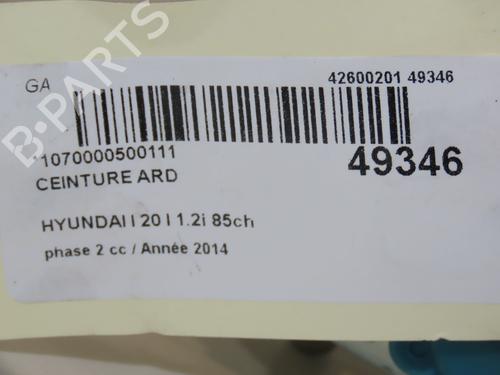 GA
42600201 49346
1070000500111
49346
CEINTURE ARD
HYUNDAI I 20 I 1.2i 85ch
phase 2 cc / Année 2014
B-PARTS